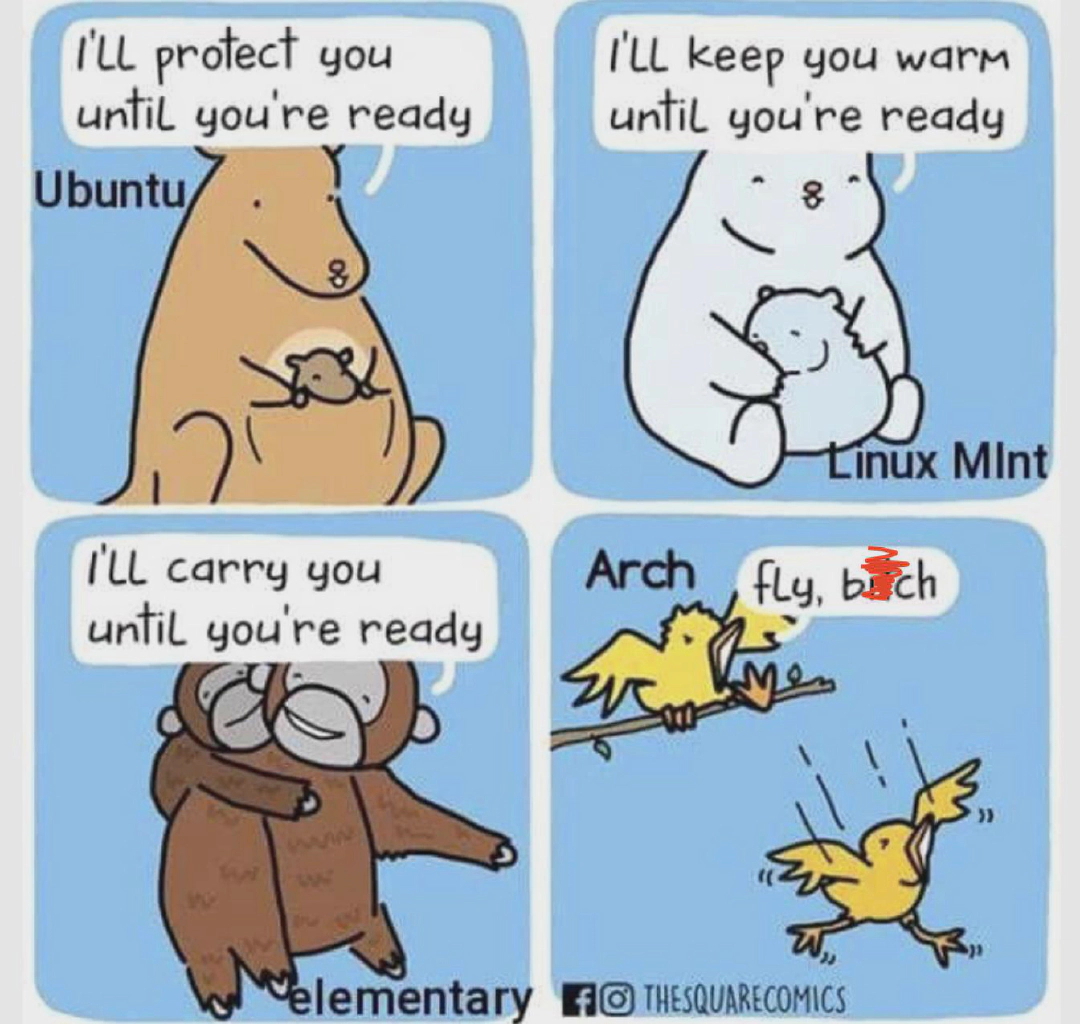 I'LL protect you
until you're ready
Ubuntu
I'LL keep you warm
until you're ready
Linux MInt
I'LL carry you
until you're ready
elementary
Arch
fly,
THESQUARECOMICS